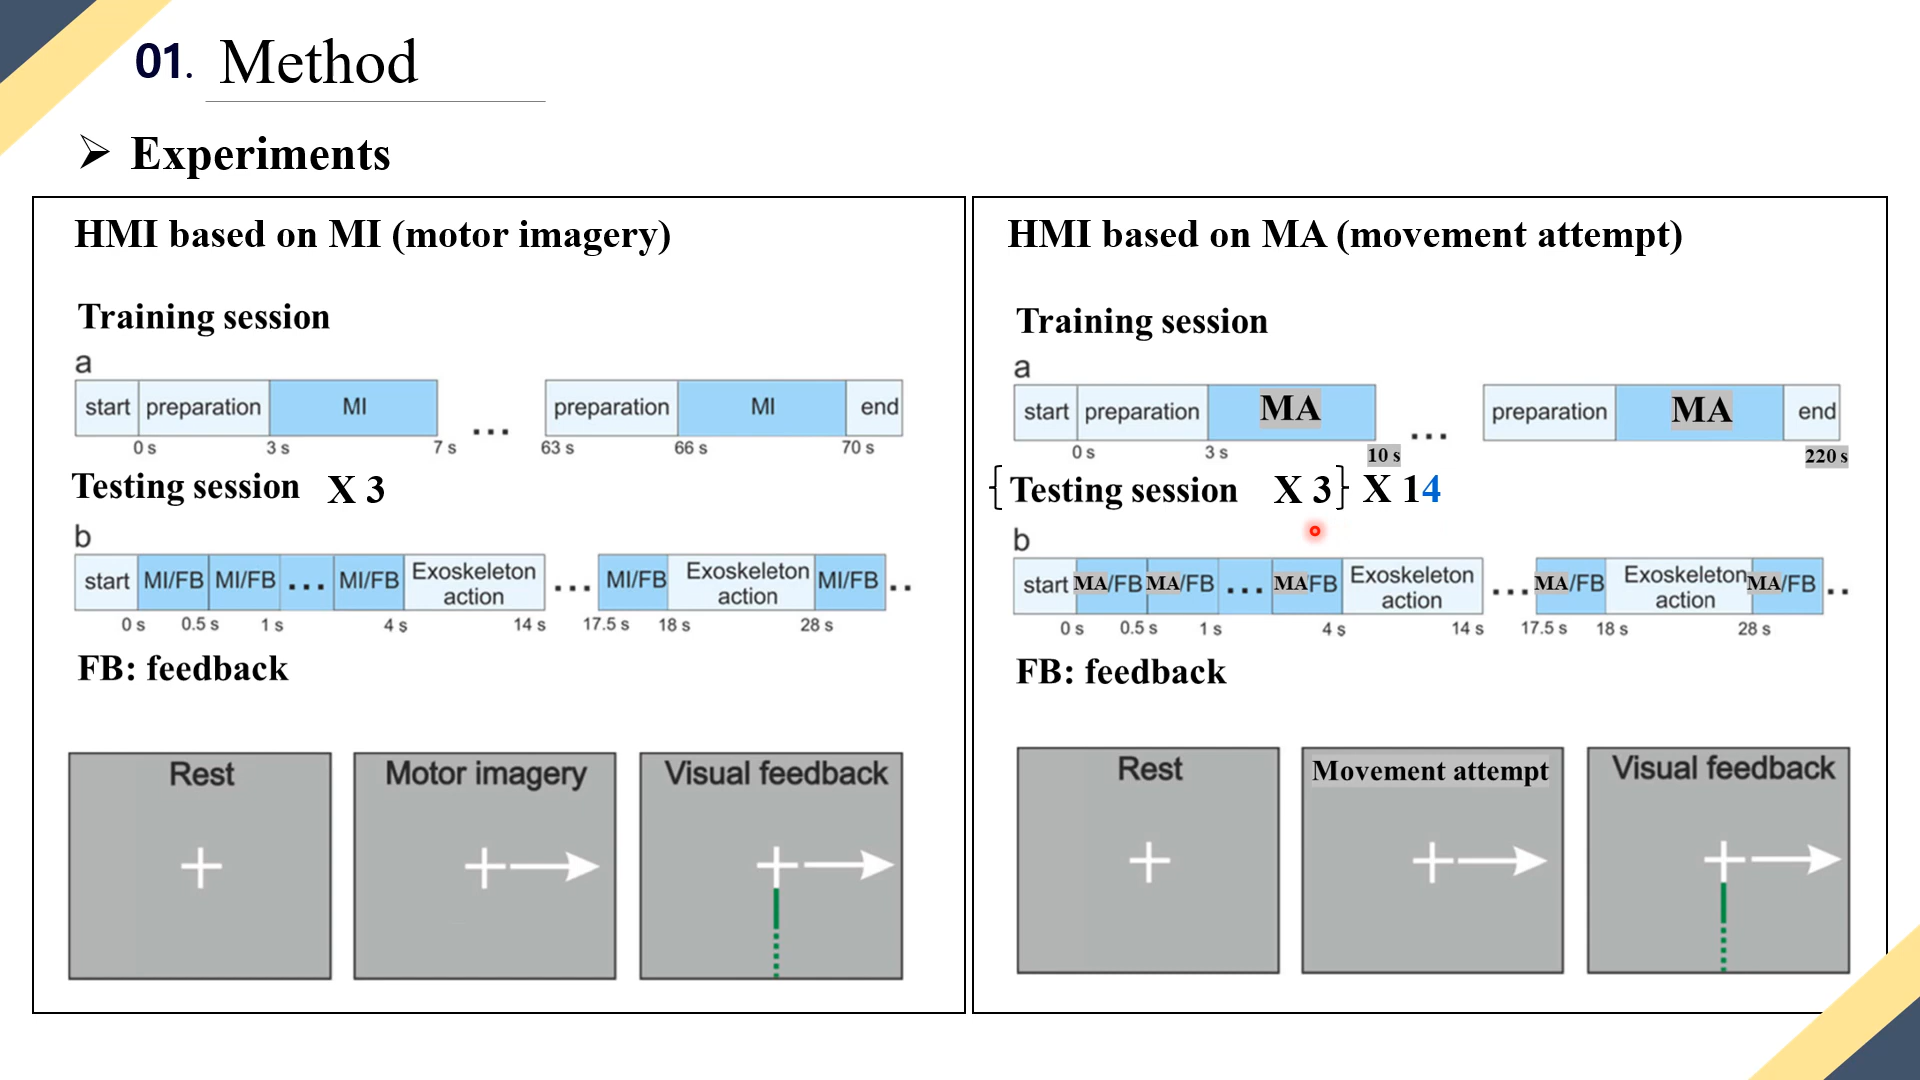 01. Method
➢ Experiments
HMI based on MI (motor imagery)
Training session
a
start preparation MI ... preparation MI end
0 s 3 s 7 s 63 s 66 s 70 s
Testing session X 3
b
start MI/FB MI/FB ... MI/FB Exoskeleton action ... MI/FB Exoskeleton action MI/FB ..
0 s 0.5 s 1 s 4 s 14 s 17.5 s 18 s 28 s
FB: feedback
Rest
Motor imagery
Visual feedback
HMI based on MA (movement attempt)
Training session
a
start preparation MA ... preparation MA end
0 s 3 s 10 s 220 s
{Testing session X 3} X 14
b
start MA/FB MA/FB ... MAFB Exoskeleton action ... MA/FB Exoskeleton action MA/FB ..
0 s 0.5 s 1 s 4 s 14 s 17.5 s 18 s 28 s
FB: feedback
Rest
Movement attempt
Visual feedback